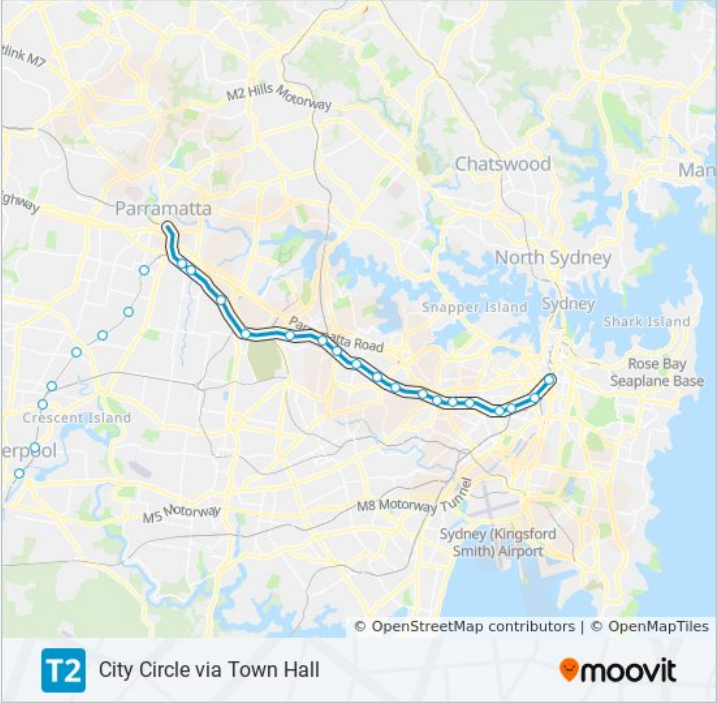 tlink M7
M2 Hills Motorway
Chatswood
Man
ghway
Parramatta
North Sydney
Snapper Island
Sydney
Shark Island
Parramatta Road
Rose Bay
Seaplane Base
Crescent Island
erpool
M5 Motorway
M8 Motorway Tunnel
Sydney (Kingsford
Smith) Airport
© OpenStreetMap contributors | © OpenMapTiles
T2 City Circle via Town Hall
moovit